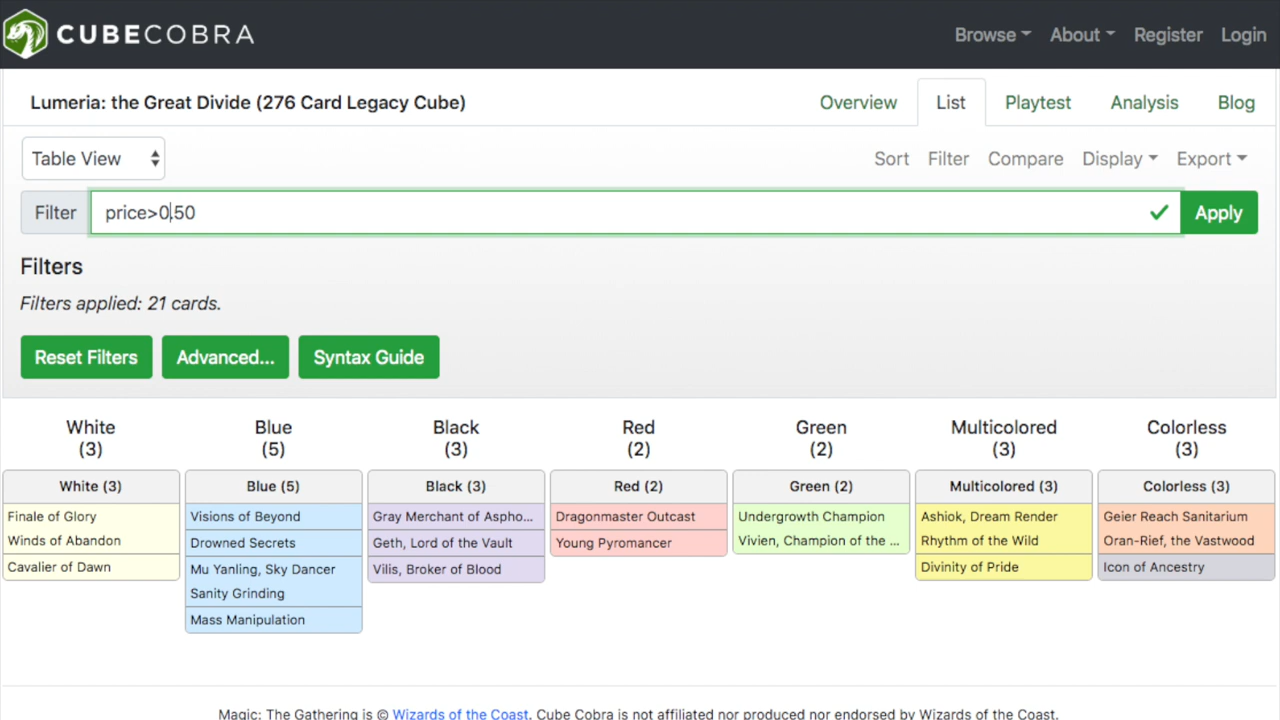 CUBECOBRA
Browse About Register Login
Lumeria: the Great Divide (276 Card Legacy Cube)
Overview List Playtest Analysis Blog
Table View
Sort Filter Compare Display Export
Filter price>0.50 Apply
Filters
Filters applied: 21 cards.
Reset Filters Advanced... Syntax Guide
White (3)
White (3)
Finale of Glory
Winds of Abandon
Cavalier of Dawn
Blue (5)
Blue (5)
Visions of Beyond
Drowned Secrets
Mu Yanling, Sky Dancer
Sanity Grinding
Mass Manipulation
Black (3)
Black (3)
Gray Merchant of Aspho...
Geth, Lord of the Vault
Vilis, Broker of Blood
Red (2)
Red (2)
Dragonmaster Outcast
Young Pyromancer
Green (2)
Green (2)
Undergrowth Champion
Vivien, Champion of the ...
Multicolored (3)
Multicolored (3)
Ashiok, Dream Render
Rhythm of the Wild
Divinity of Pride
Colorless (3)
Colorless (3)
Geier Reach Sanitarium
Oran-Rief, the Vastwood
Icon of Ancestry
Magic: The Gathering is © Wizards of the Coast. Cube Cobra is not affiliated nor produced nor endorsed by Wizards of the Coast.